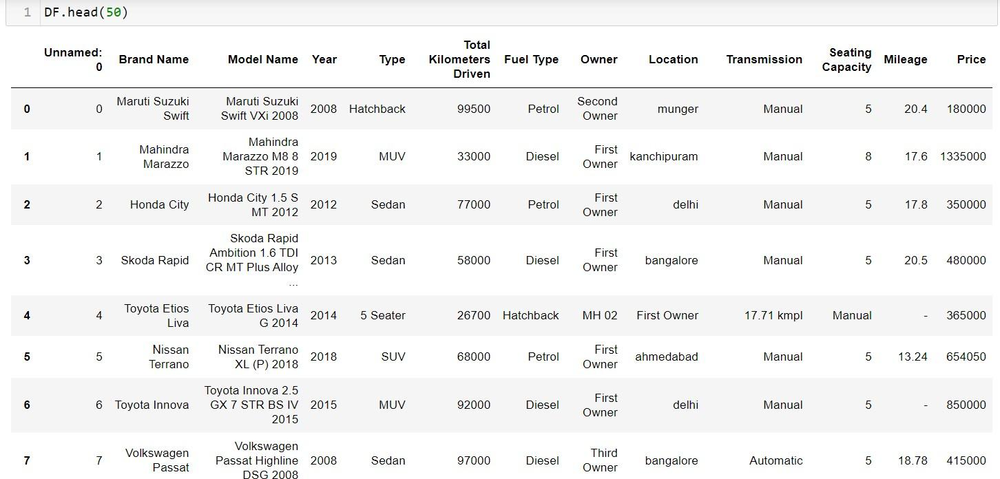 1 DF.head(50)
Unnamed: 0 Brand Name Model Name Year Type Total Kilometers Driven Fuel Type Owner Location Transmission Seating Capacity Mileage Price
0 0 Maruti Suzuki Swift Maruti Suzuki Swift VXi 2008 2008 Hatchback 99500 Petrol Second Owner munger Manual 5 20.4 180000
1 1 Mahindra Marazzo Mahindra Marazzo M8 8 STR 2019 2019 MUV 33000 Diesel First Owner kanchipuram Manual 8 17.6 1335000
2 2 Honda City Honda City 1.5 S MT 2012 2012 Sedan 77000 Petrol First Owner delhi Manual 5 17.8 350000
3 3 Skoda Rapid Skoda Rapid Ambition 1.6 TDI CR MT Plus Alloy ... 2013 Sedan 58000 Diesel First Owner bangalore Manual 5 20.5 480000
4 4 Toyota Etios Liva Toyota Etios Liva G 2014 2014 5 Seater 26700 Hatchback MH 02 First Owner 17.71 kmpl Manual - 365000
5 5 Nissan Terrano Nissan Terrano XL (P) 2018 2018 SUV 68000 Petrol First Owner ahmedabad Manual 5 13.24 654050
6 6 Toyota Innova Toyota Innova 2.5 GX 7 STR BS IV 2015 2015 MUV 92000 Diesel First Owner delhi Manual 5 - 850000
7 7 Volkswagen Passat Volkswagen Passat Highline DSG 2008 2008 Sedan 97000 Diesel Third Owner bangalore Automatic 5 18.78 415000